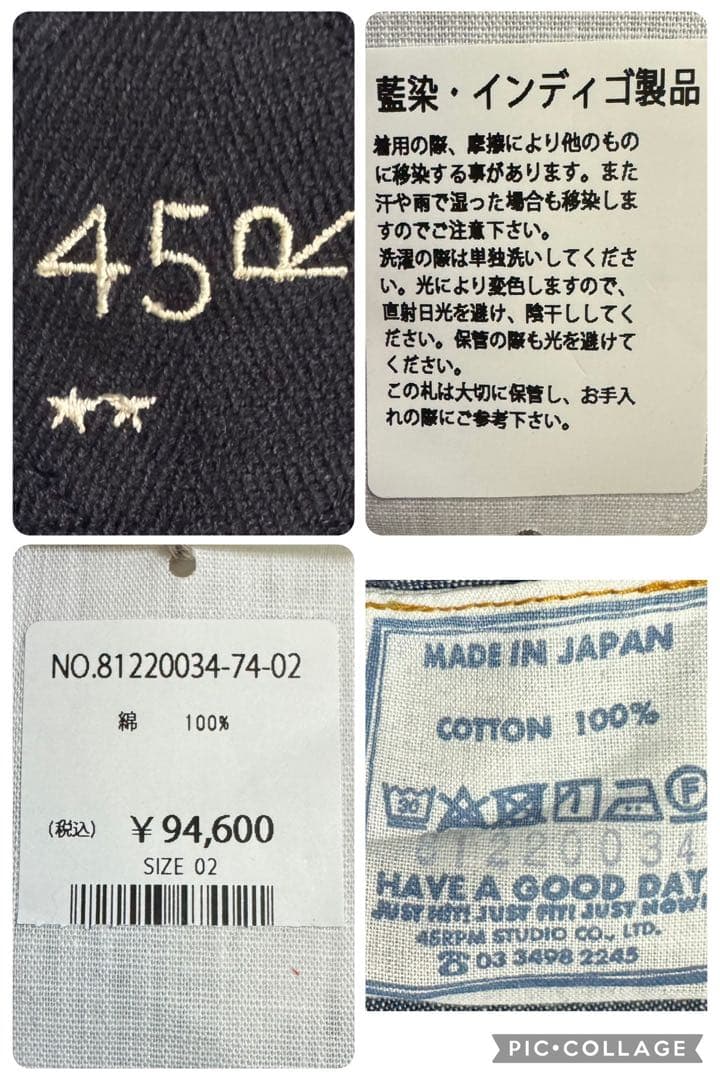 45R
藍染・インディゴ製品
着用の際、摩擦により他のもの
に移染する事があります。また
汗や雨で湿った場合も移染しま
すのでご注意下さい。
洗濯の際は単独洗いしてくださ
い。光により変色しますので、
直射日光を避け、陰干ししてく
ださい。保管の際も光を避けて
ください。
この札は大切に保管し、お手入
れの際にご参考下さい。
NO.81220034-74-02
綿 100%
(税込) ¥94,600
SIZE 02
MADE IN JAPAN
COTTON 100%
30 F
81220034
HAVE A GOOD DAY
JUST HIT! JUST FIT! JUST NOW!
45RPM STUDIO CO., LTD.
☎ 03 3498 2245
PIC•COLLAGE